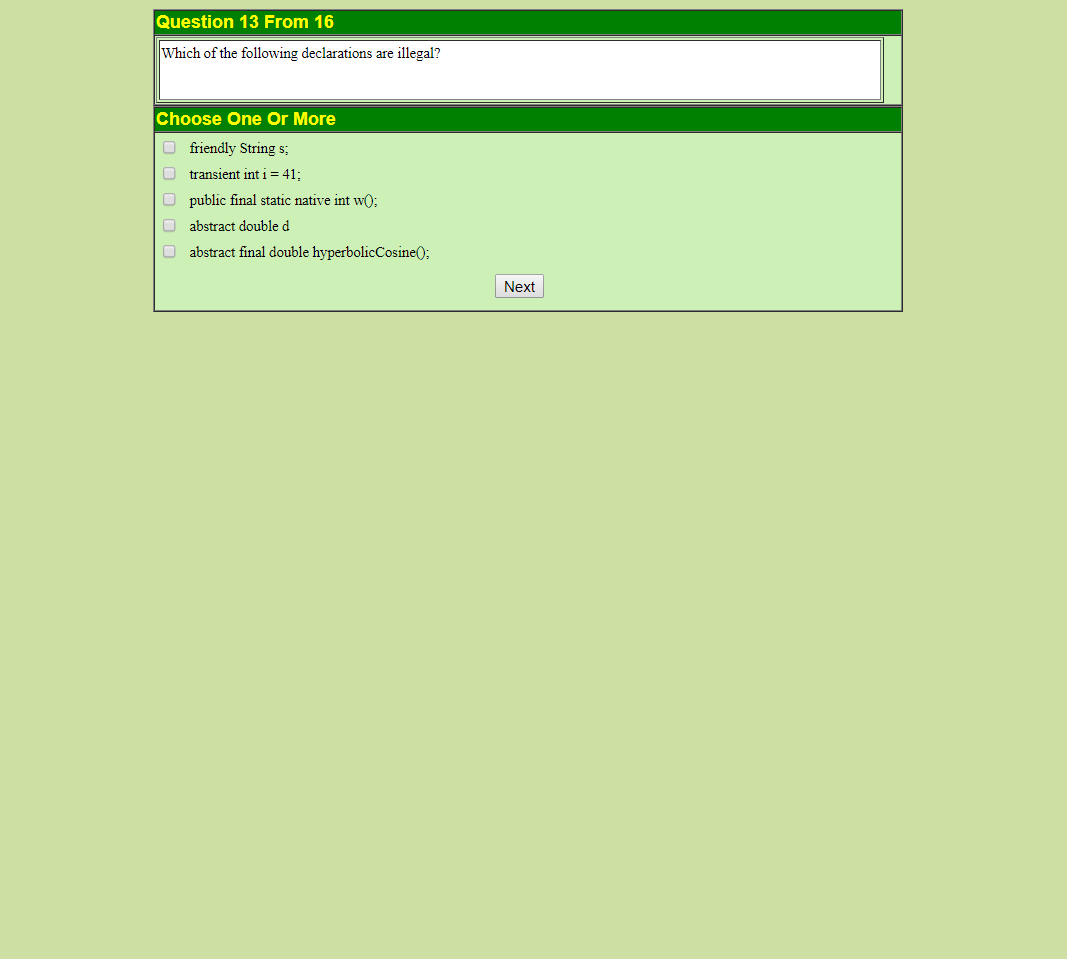 Question 13 From 16
Which of the following declarations are illegal?
Choose One Or More
friendly String s;
transient int i = 41;
public final static native int w();
abstract double d
abstract final double hyperbolicCosine();
Next